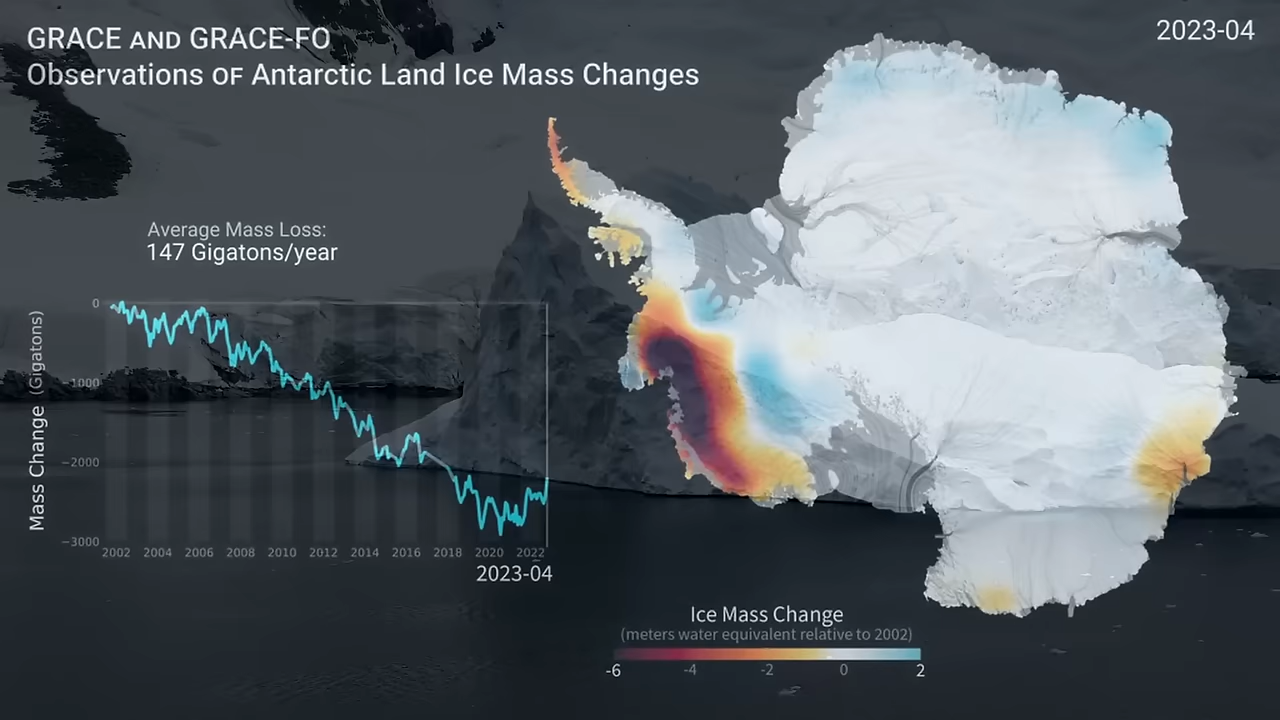 GRACE AND GRACE-FO
Observations OF Antarctic Land Ice Mass Changes
2023-04
Average Mass Loss:
147 Gigatons/year
Mass Change (Gigatons)
0
−1000
−2000
−3000
2002 2004 2006 2008 2010 2012 2014 2016 2018 2020 2022
2023-04
Ice Mass Change
(meters water equivalent relative to 2002)
-6 -4 -2 0 2